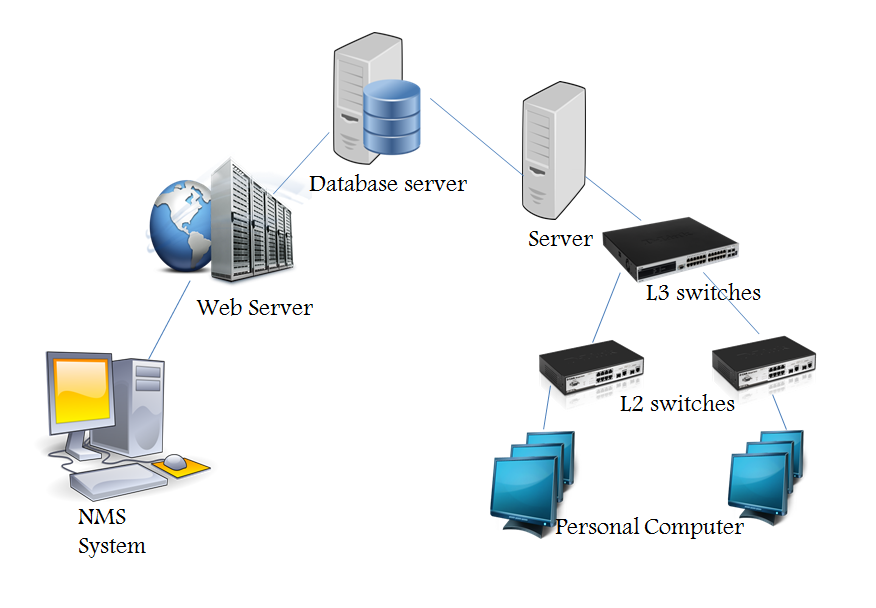 Database server
Server
Web Server
L3 switches
L2 switches
NMS
System
Personal Computer